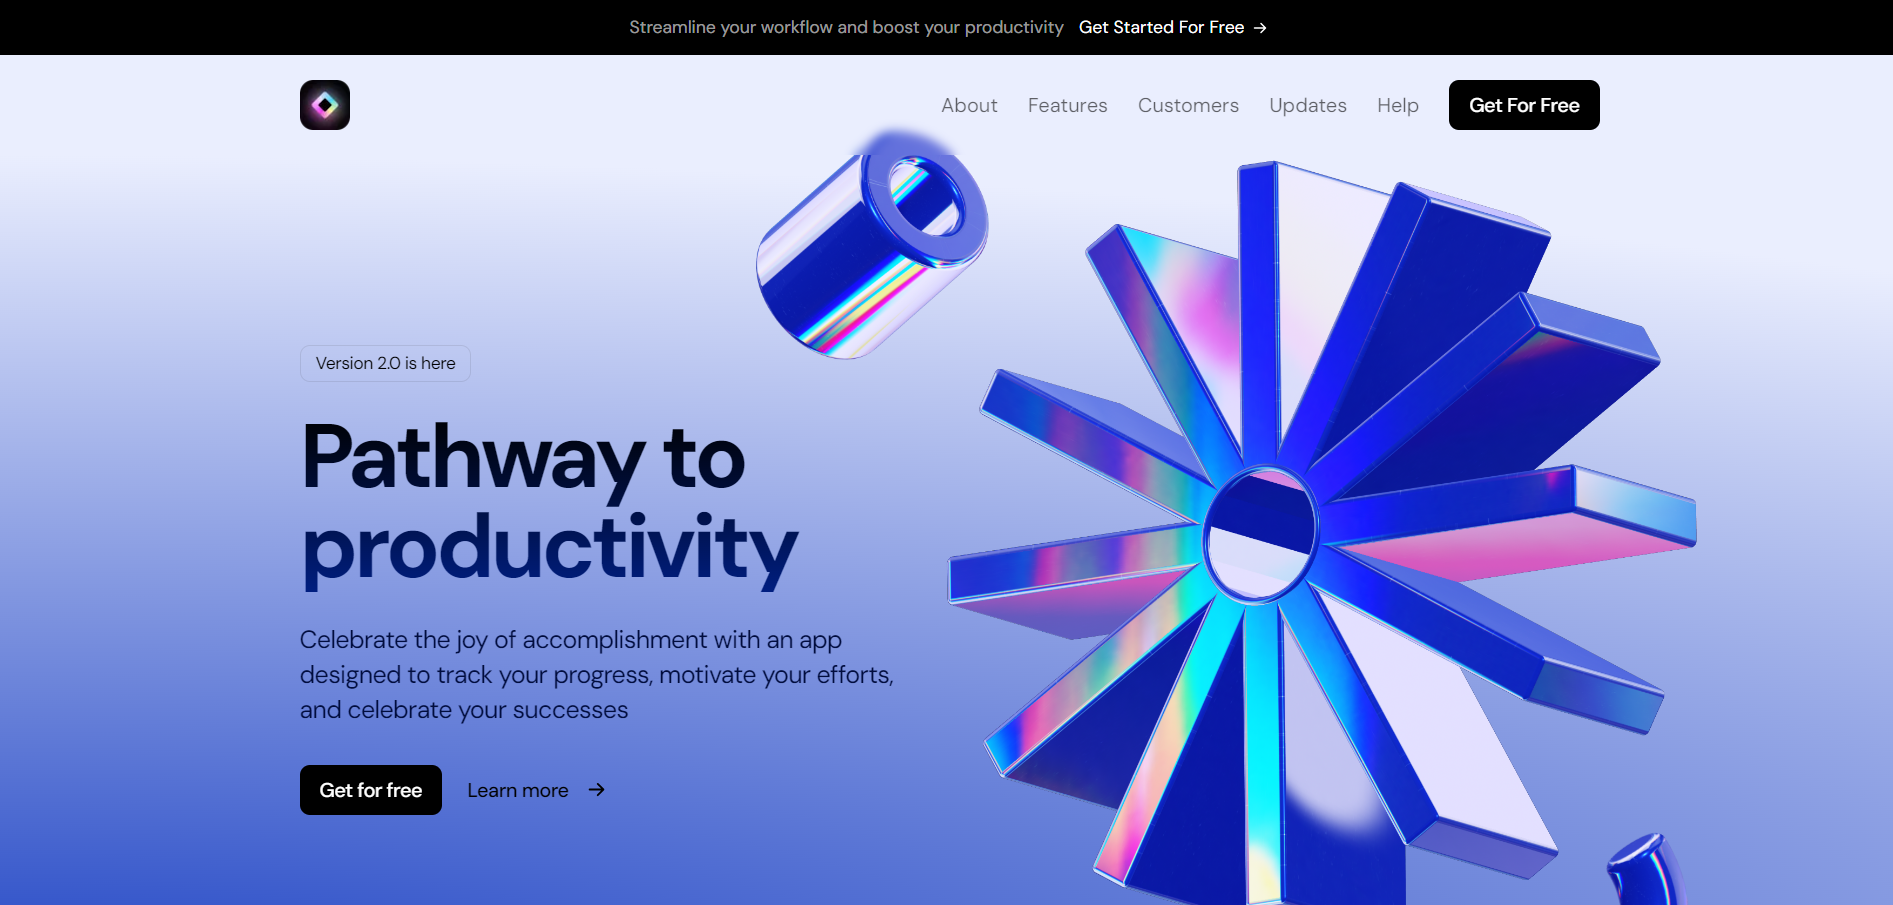 Streamline your workflow and boost your productivity Get Started For Free →
About Features Customers Updates Help Get For Free
Version 2.0 is here
Pathway to
productivity
Celebrate the joy of accomplishment with an app
designed to track your progress, motivate your efforts,
and celebrate your successes
Get for free Learn more →